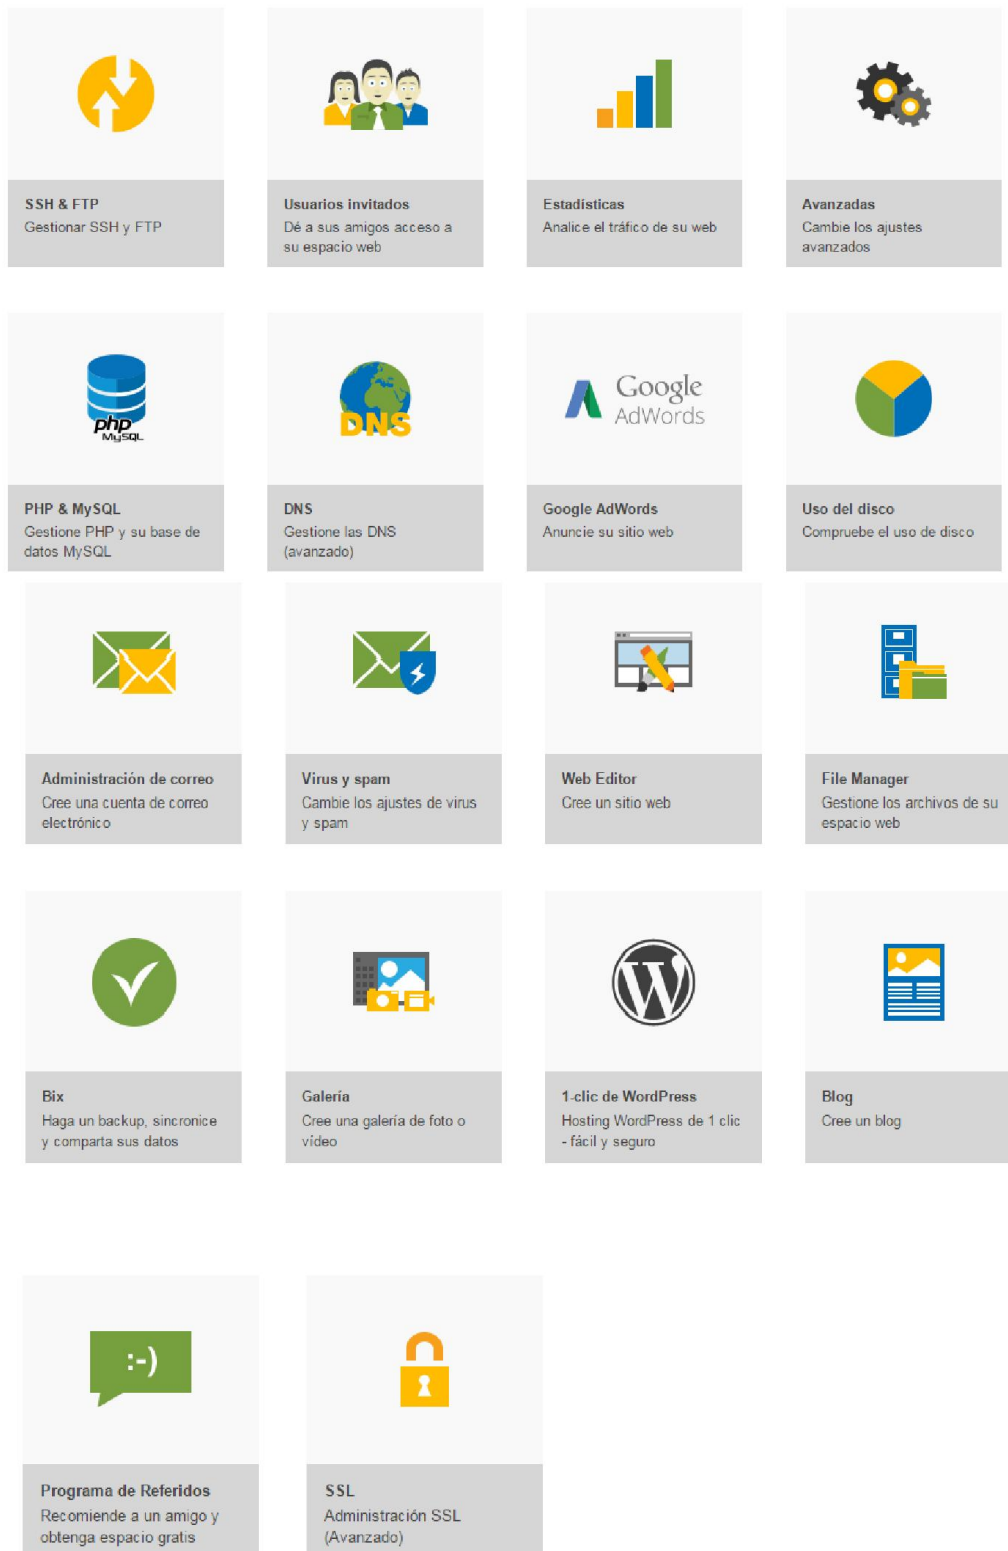 SSH & FTP
Gestionar SSH y FTP
Usuarios invitados
Dé a sus amigos acceso a
su espacio web
Estadísticas
Analice el tráfico de su web
Avanzadas
Cambie los ajustes
avanzados
php
MySQL
PHP & MySQL
Gestione PHP y su base de
datos MySQL
DNS
DNS
Gestione las DNS
(avanzado)
Google
AdWords
Google AdWords
Anuncie su sitio web
Uso del disco
Compruebe el uso de disco
Administración de correo
Cree una cuenta de correo
electrónico
Virus y spam
Cambie los ajustes de virus
y spam
Web Editor
Cree un sitio web
File Manager
Gestione los archivos de su
espacio web
Bix
Haga un backup, sincronice
y comparta sus datos
Galería
Cree una galería de foto o
vídeo
W
1-clic de WordPress
Hosting WordPress de 1 clic
- fácil y seguro
Blog
Cree un blog
:-)
Programa de Referidos
Recomiende a un amigo y
obtenga espacio gratis
SSL
Administración SSL
(Avanzado)